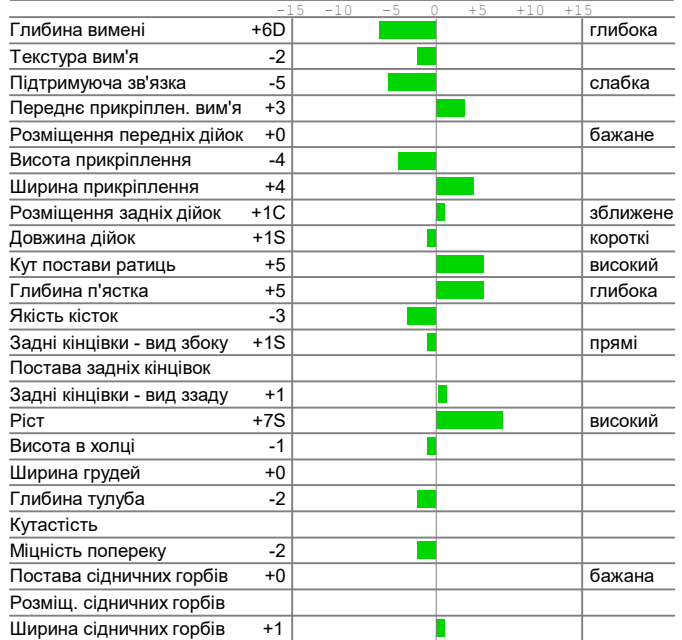 -15 -10 -5 0 +5 +10 +15
Глибина вимені +6D глибока
Текстура вим'я -2
Підтримуюча зв'язка -5 слабка
Переднє прикріплен. вим'я +3
Розміщення передніх дійок +0 бажане
Висота прикріплення -4
Ширина прикріплення +4
Розміщення задніх дійок +1C зближене
Довжина дійок +1S короткі
Кут постави ратиць +5 високий
Глибина п'ястка +5 глибока
Якість кісток -3
Задні кінцівки - вид збоку +1S прямі
Постава задніх кінцівок
Задні кінцівки - вид ззаду +1
Ріст +7S високий
Висота в холці -1
Ширина грудей +0
Глибина тулуба -2
Кутастість
Міцність попереку -2
Постава сідничних горбів +0 бажана
Розміщ. сідничних горбів
Ширина сідничних горбів +1